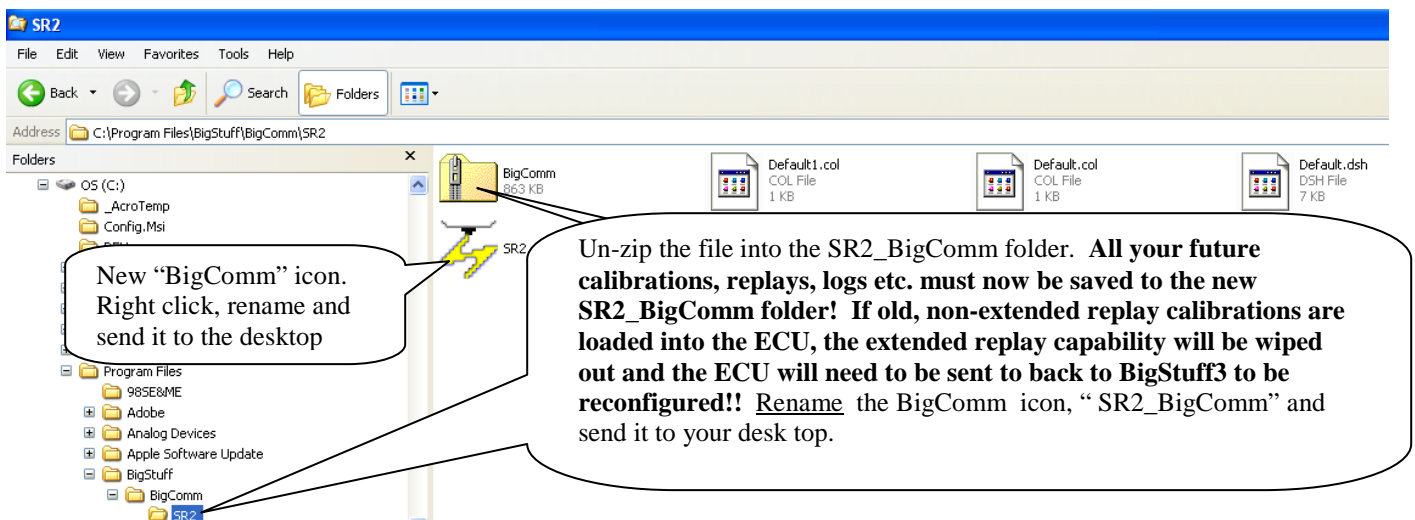 SR2
File Edit View Favorites Tools Help
Back Search Folders
Address C:\Program Files\BigStuff\BigComm\SR2
Folders
OS (C:)
_AcroTemp
Config.Msi
Program Files
98SE&ME
Adobe
Analog Devices
Apple Software Update
BigStuff
BigComm
SR2
BigComm
863 KB
Default1.col
COL File
1 KB
Default.col
COL File
1 KB
Default.dsh
DSH File
7 KB
SR2
New “BigComm” icon.
Right click, rename and
send it to the desktop
Un-zip the file into the SR2_BigComm folder. All your future
calibrations, replays, logs etc. must now be saved to the new
SR2_BigComm folder! If old, non-extended replay calibrations are
loaded into the ECU, the extended replay capability will be wiped
out and the ECU will need to be sent to back to BigStuff3 to be
reconfigured!! Rename the BigComm icon, “ SR2_BigComm” and
send it to your desk top.